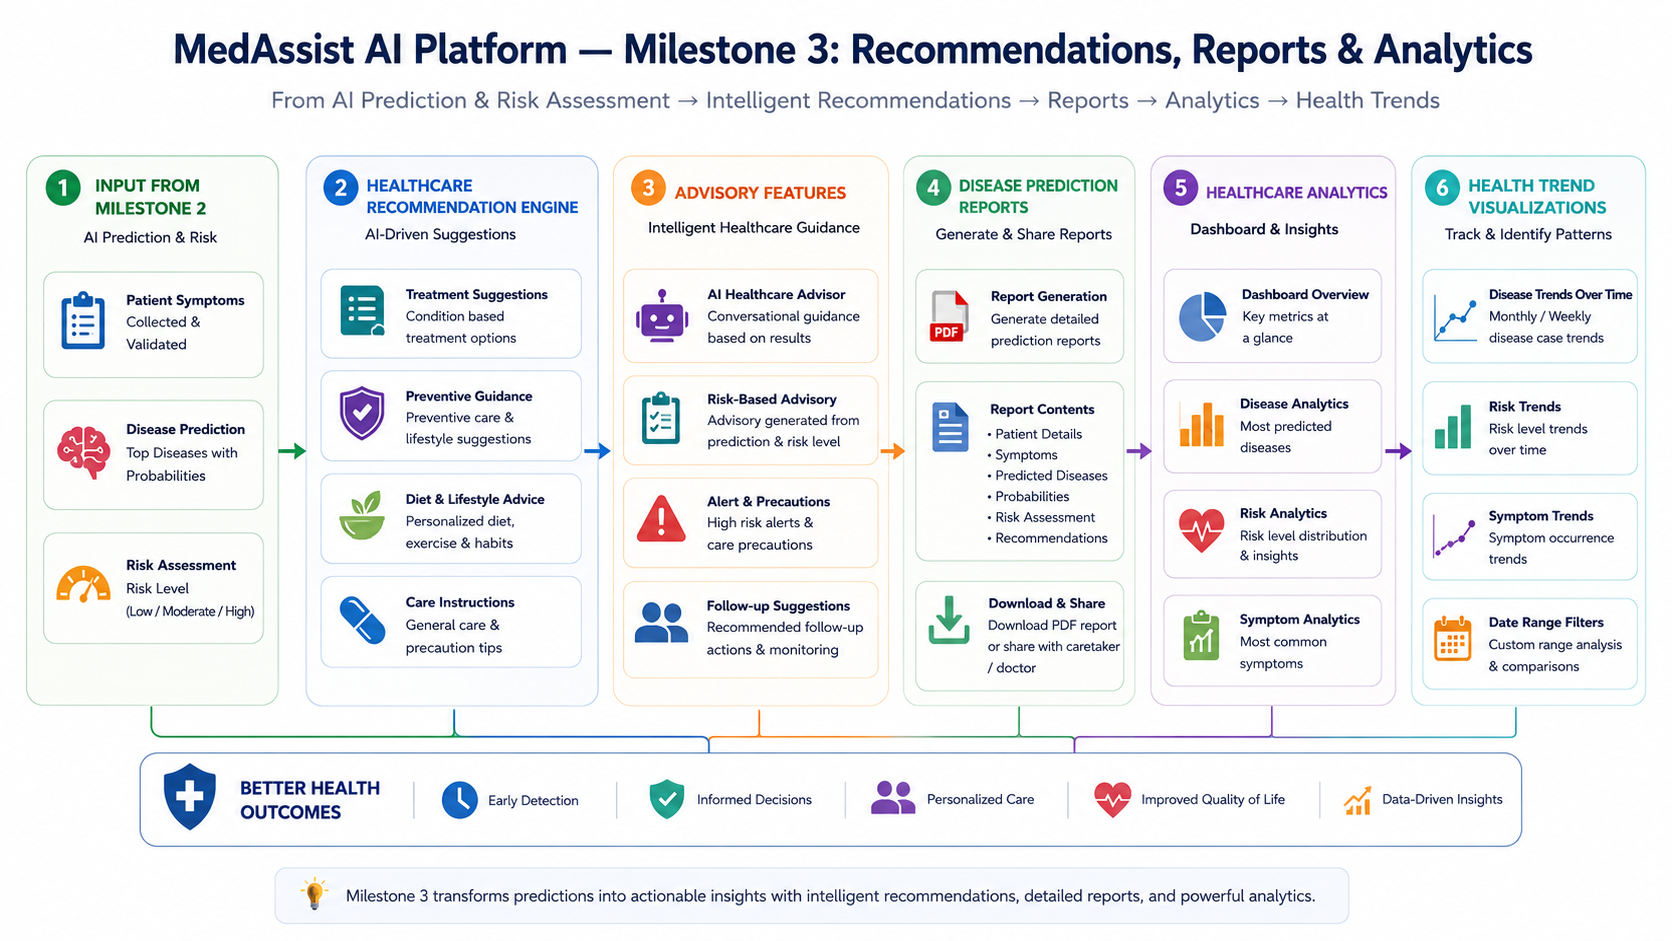 MedAssist AI Platform — Milestone 3: Recommendations, Reports & Analytics
From AI Prediction & Risk Assessment → Intelligent Recommendations → Reports → Analytics → Health Trends
1
INPUT FROM
MILESTONE 2
AI Prediction & Risk
Patient Symptoms
Collected &
Validated
Disease Prediction
Top Diseases with
Probabilities
Risk Assessment
Risk Level
(Low / Moderate / High)
2
HEALTHCARE
RECOMMENDATION ENGINE
AI-Driven Suggestions
Treatment Suggestions
Condition based
treatment options
Preventive Guidance
Preventive care &
lifestyle suggestions
Diet & Lifestyle Advice
Personalized diet,
exercise & habits
Care Instructions
General care &
precaution tips
3
ADVISORY FEATURES
Intelligent Healthcare Guidance
AI Healthcare Advisor
Conversational guidance
based on results
Risk-Based Advisory
Advisory generated from
prediction & risk level
Alert & Precautions
High risk alerts &
care precautions
Follow-up Suggestions
Recommended follow-up
actions & monitoring
4
DISEASE PREDICTION
REPORTS
Generate & Share Reports
PDF
Report Generation
Generate detailed
prediction reports
Report Contents
• Patient Details
• Symptoms
• Predicted Diseases
• Probabilities
• Risk Assessment
• Recommendations
Download & Share
Download PDF report
or share with caretaker
/ doctor
5
HEALTHCARE ANALYTICS
Dashboard & Insights
Dashboard Overview
Key metrics at
a glance
Disease Analytics
Most predicted
diseases
Risk Analytics
Risk level distribution
& insights
Symptom Analytics
Most common
symptoms
6
HEALTH TREND
VISUALIZATIONS
Track & Identify Patterns
Disease Trends Over Time
Monthly / Weekly
disease case trends
Risk Trends
Risk level trends
over time
Symptom Trends
Symptom occurrence
trends
Date Range Filters
Custom range analysis
& comparisons
BETTER HEALTH
OUTCOMES
Early Detection
Informed Decisions
Personalized Care
Improved Quality of Life
Data-Driven Insights
Milestone 3 transforms predictions into actionable insights with intelligent recommendations, detailed reports, and powerful analytics.